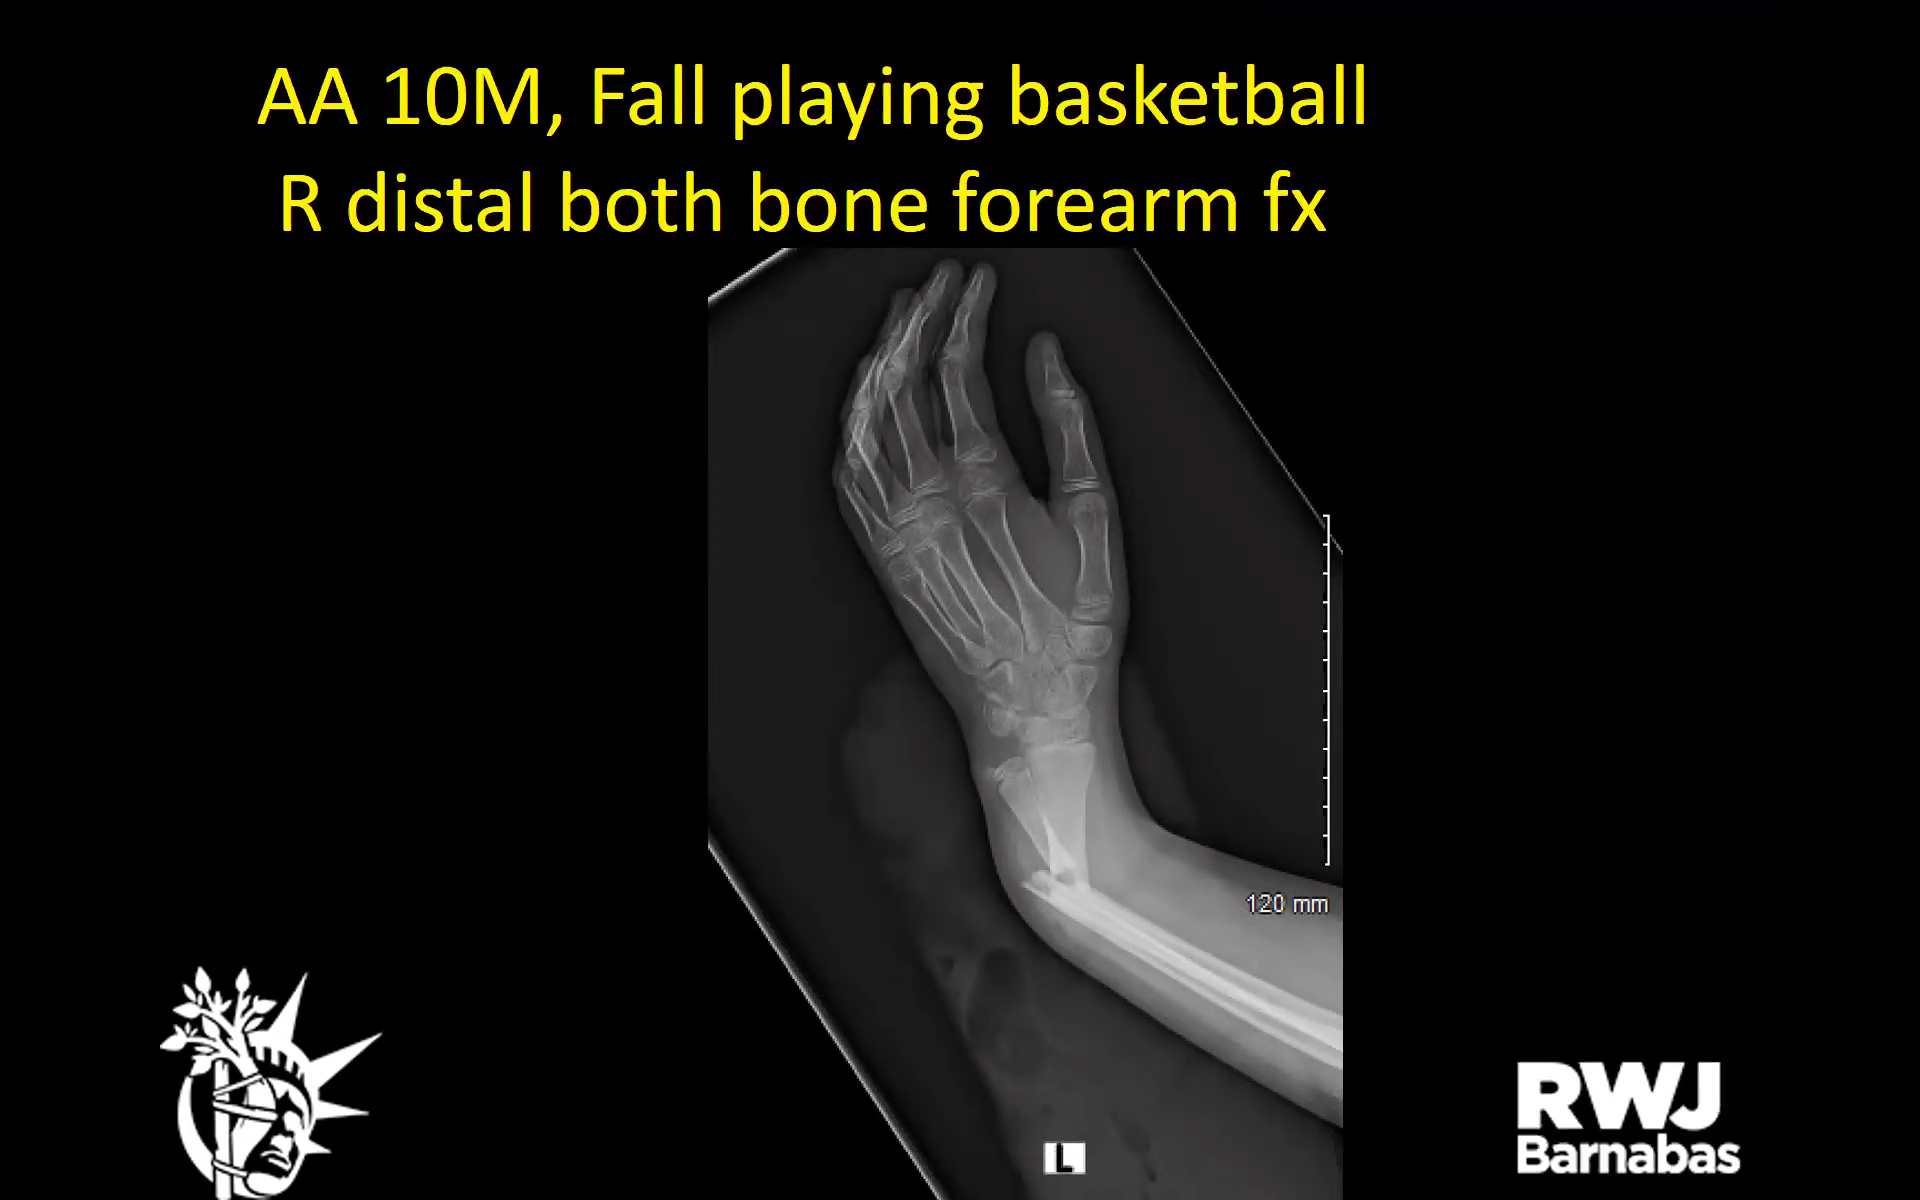 AA 10M, Fall playing basketball
R distal both bone forearm fx
120 mm
L
RWJ
Barnabas